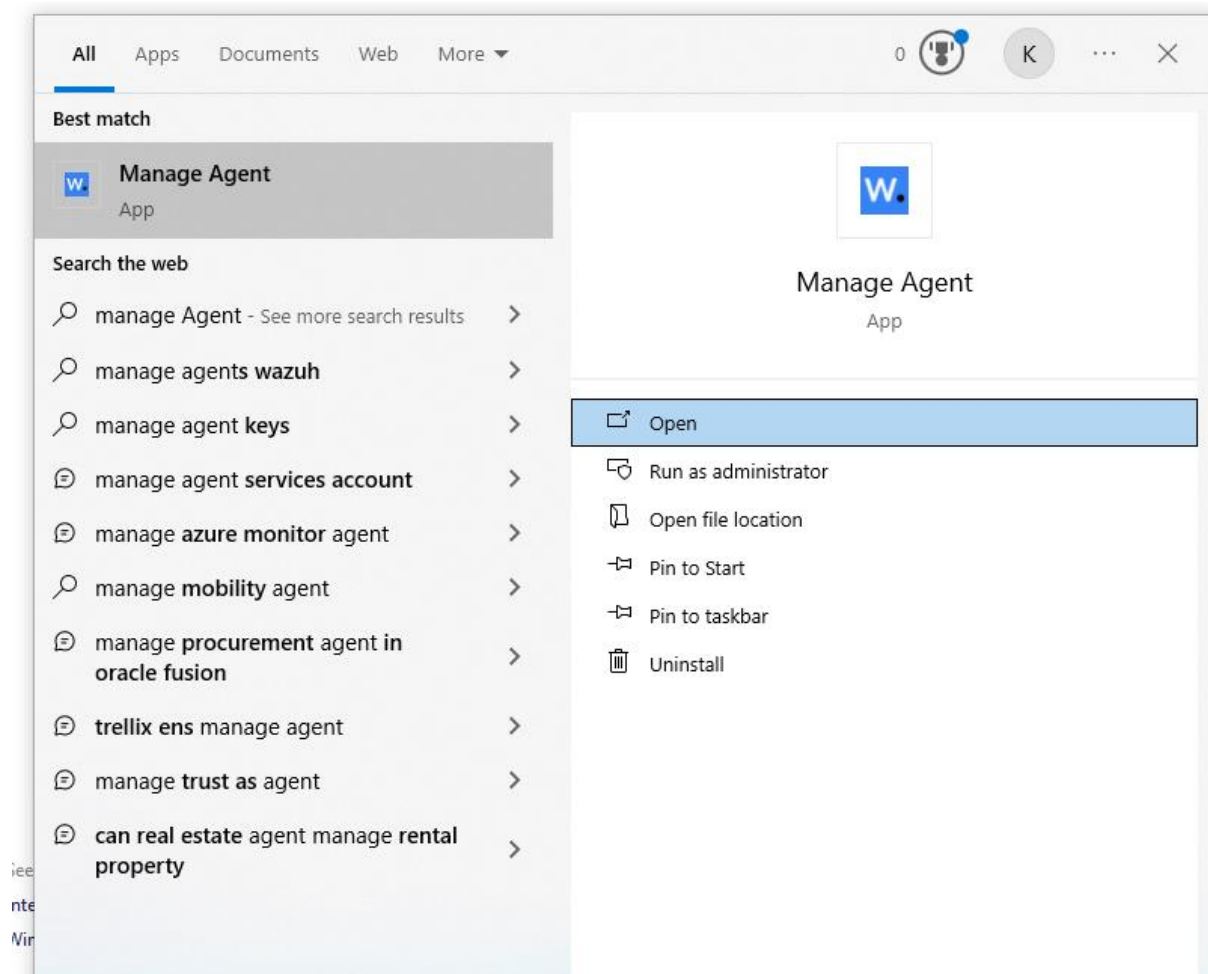 All Apps Documents Web More 0 K ...
Best match
W. Manage Agent
App
Search the web
manage Agent - See more search results
manage agents wazuh
manage agent keys
manage agent services account
manage azure monitor agent
manage mobility agent
manage procurement agent in
oracle fusion
trellix ens manage agent
manage trust as agent
can real estate agent manage rental
property
W.
Manage Agent
App
Open
Run as administrator
Open file location
Pin to Start
Pin to taskbar
Uninstall